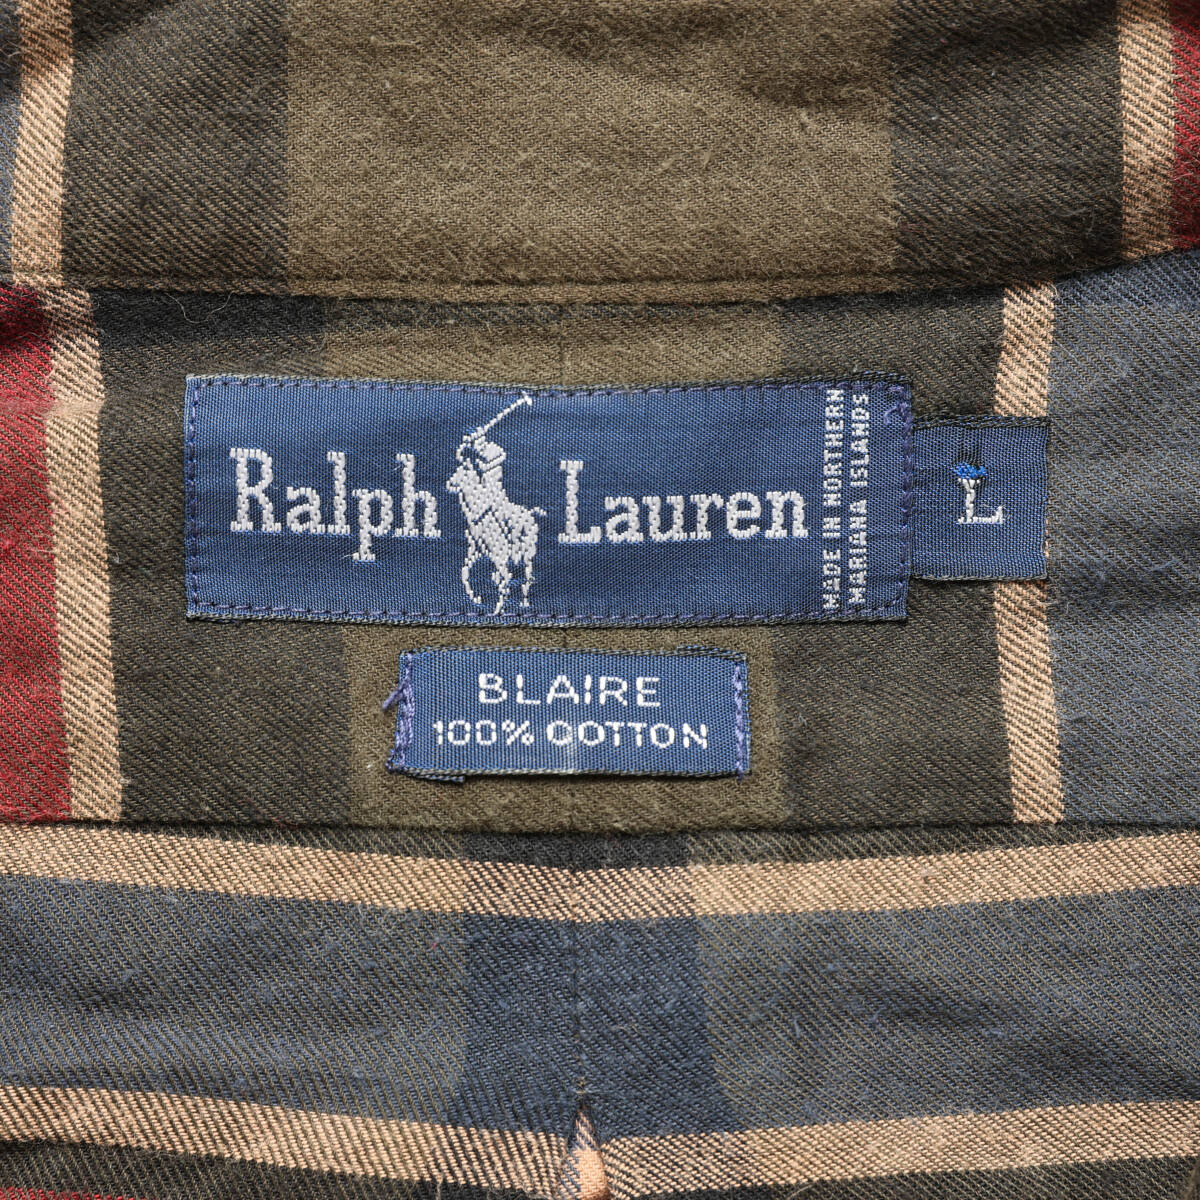 Ralph Lauren
MADE IN NORTHERN
MARIANA ISLANDS
L
BLAIRE
100% COTTON